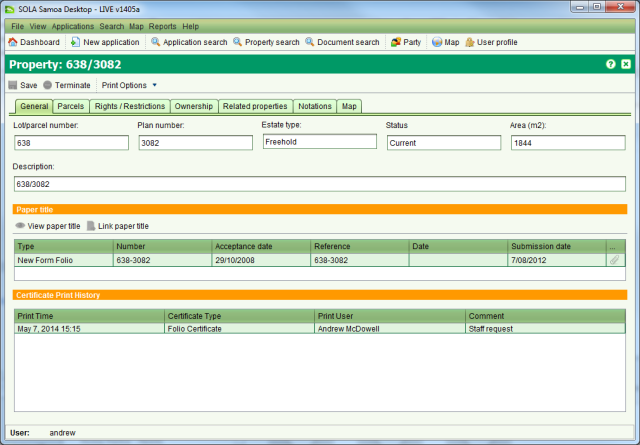 SOLA Samoa Desktop - LIVE v1405a
File View Applications Search Map Reports Help
Dashboard New application Application search Property search Document search Party Map User profile
Property: 638/3082
Save Terminate Print Options
General Parcels Rights / Restrictions Ownership Related properties Notations Map
Lot/parcel number: Plan number: Estate type: Status Area (m2):
638 3082 Freehold Current 1844
Description:
638/3082
Paper title
View paper title Link paper title
Type Number Acceptance date Reference Date Submission date ...
New Form Folio 638-3082 29/10/2008 638-3082 7/08/2012
Certificate Print History
Print Time Certificate Type Print User Comment
May 7, 2014 15:15 Folio Certificate Andrew McDowell Staff request
User: andrew